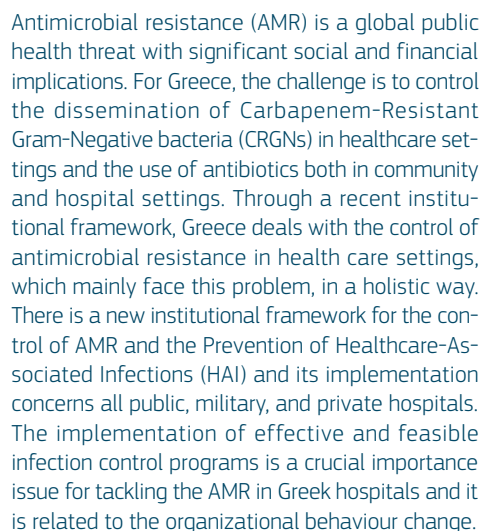 Antimicrobial resistance (AMR) is a global public
health threat with significant social and financial
implications. For Greece, the challenge is to control
the dissemination of Carbapenem-Resistant
Gram-Negative bacteria (CRGNs) in healthcare set-
tings and the use of antibiotics both in community
and hospital settings. Through a recent institu-
tional framework, Greece deals with the control of
antimicrobial resistance in health care settings,
which mainly face this problem, in a holistic way.
There is a new institutional framework for the con-
trol of AMR and the Prevention of Healthcare-As-
sociated Infections (HAI) and its implementation
concerns all public, military, and private hospitals.
The implementation of effective and feasible
infection control programs is a crucial importance
issue for tackling the AMR in Greek hospitals and it
is related to the organizational behaviour change.